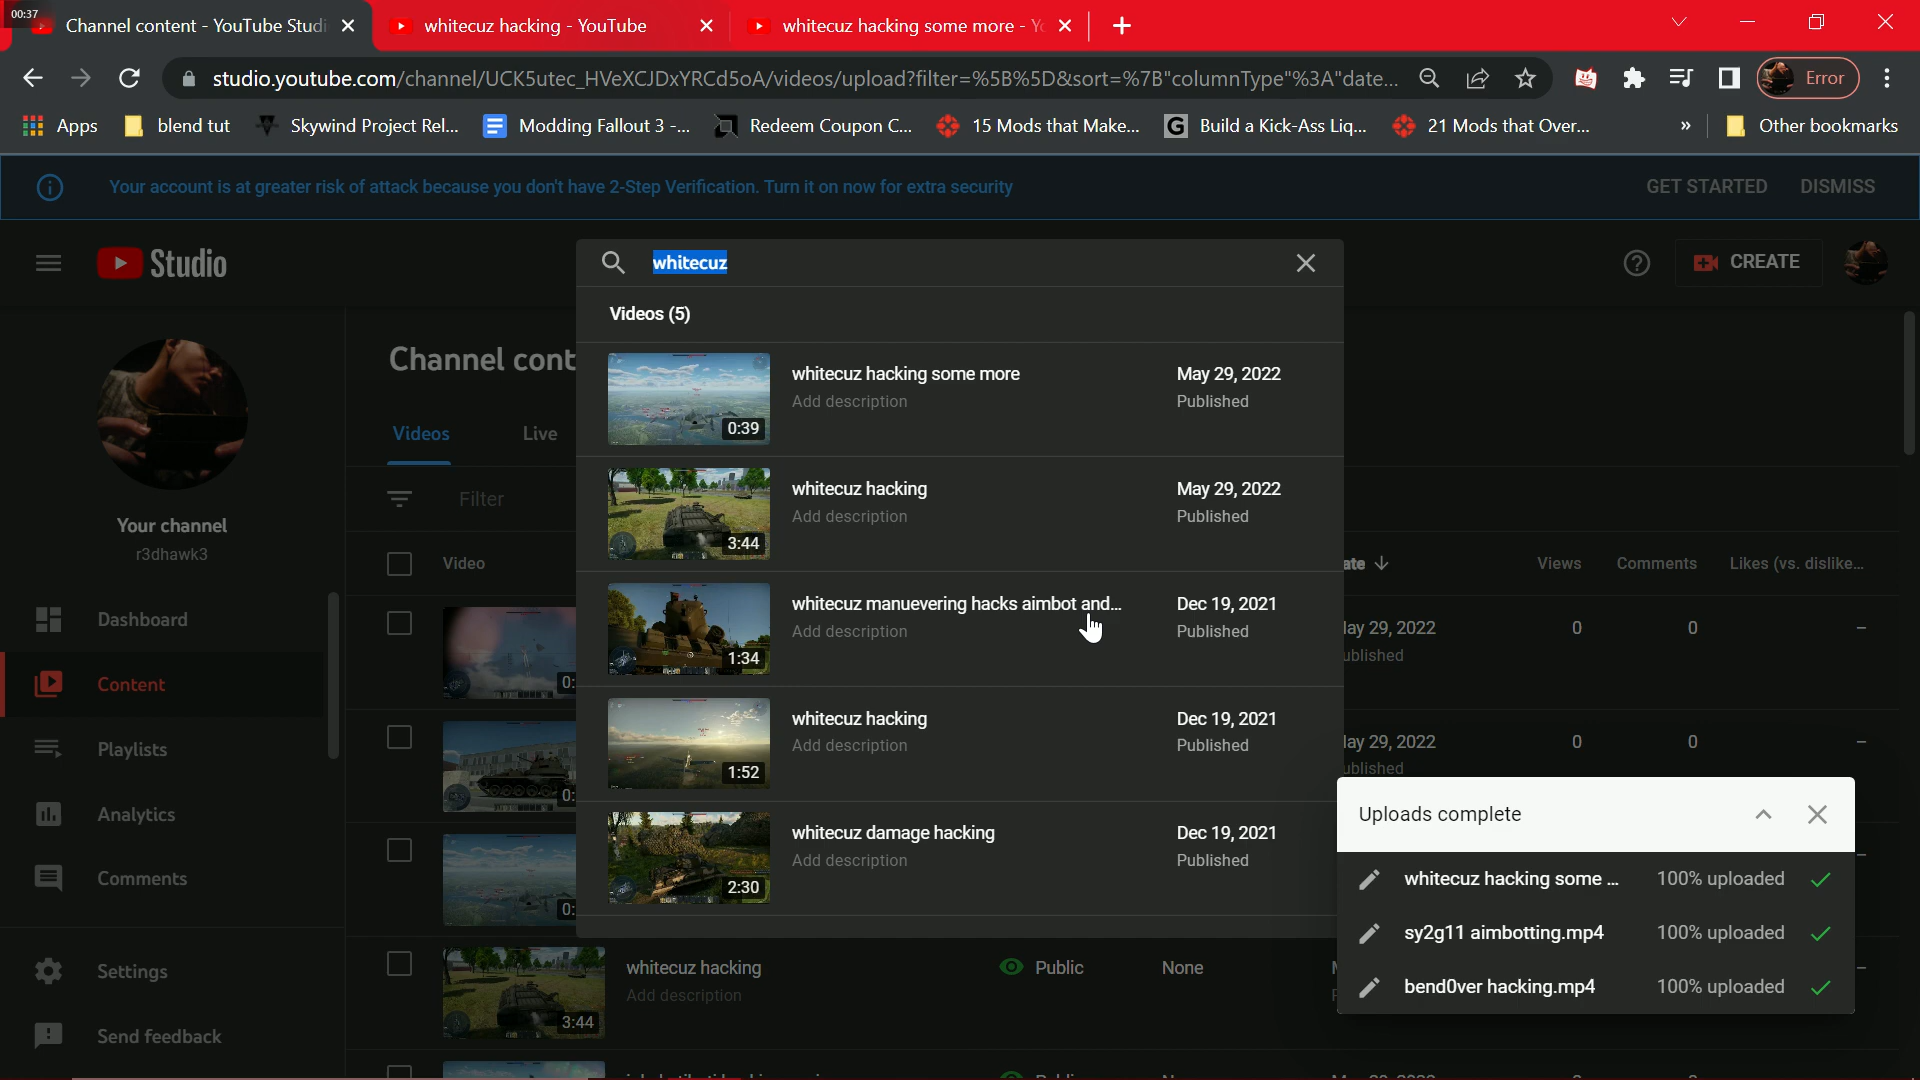 00:37
Channel content - YouTube Studi
whitecuz hacking - YouTube
whitecuz hacking some more - Yo
studio.youtube.com/channel/UCK5utec_HVeXCJDxYRCd5oA/videos/upload?filter=%5B%5D&sort=%7B"columnType"%3A"date...
Error
Apps
blend tut
Skywind Project Rel...
Modding Fallout 3 -...
Redeem Coupon C...
15 Mods that Make...
Build a Kick-Ass Liq...
21 Mods that Over...
»
Other bookmarks
Your account is at greater risk of attack because you don't have 2-Step Verification. Turn it on now for extra security
GET STARTED
DISMISS
Studio
whitecuz
CREATE
Videos (5)
whitecuz hacking some more
Add description
May 29, 2022
Published
0:39
whitecuz hacking
Add description
May 29, 2022
Published
3:44
whitecuz manuevering hacks aimbot and...
Add description
Dec 19, 2021
Published
1:34
whitecuz hacking
Add description
Dec 19, 2021
Published
1:52
whitecuz damage hacking
Add description
Dec 19, 2021
Published
2:30
Your channel
r3dhawk3
Dashboard
Content
Playlists
Analytics
Comments
Settings
Send feedback
Channel cont
Videos
Live
Filter
Video
ate
Views
Comments
Likes (vs. dislike...
0:
lay 29, 2022
ublished
0
0
–
0:
lay 29, 2022
ublished
0
0
–
0:
–
whitecuz hacking
Add description
3:44
Public
None
–
Uploads complete
whitecuz hacking some ...
100% uploaded
sy2g11 aimbotting.mp4
100% uploaded
bend0ver hacking.mp4
100% uploaded